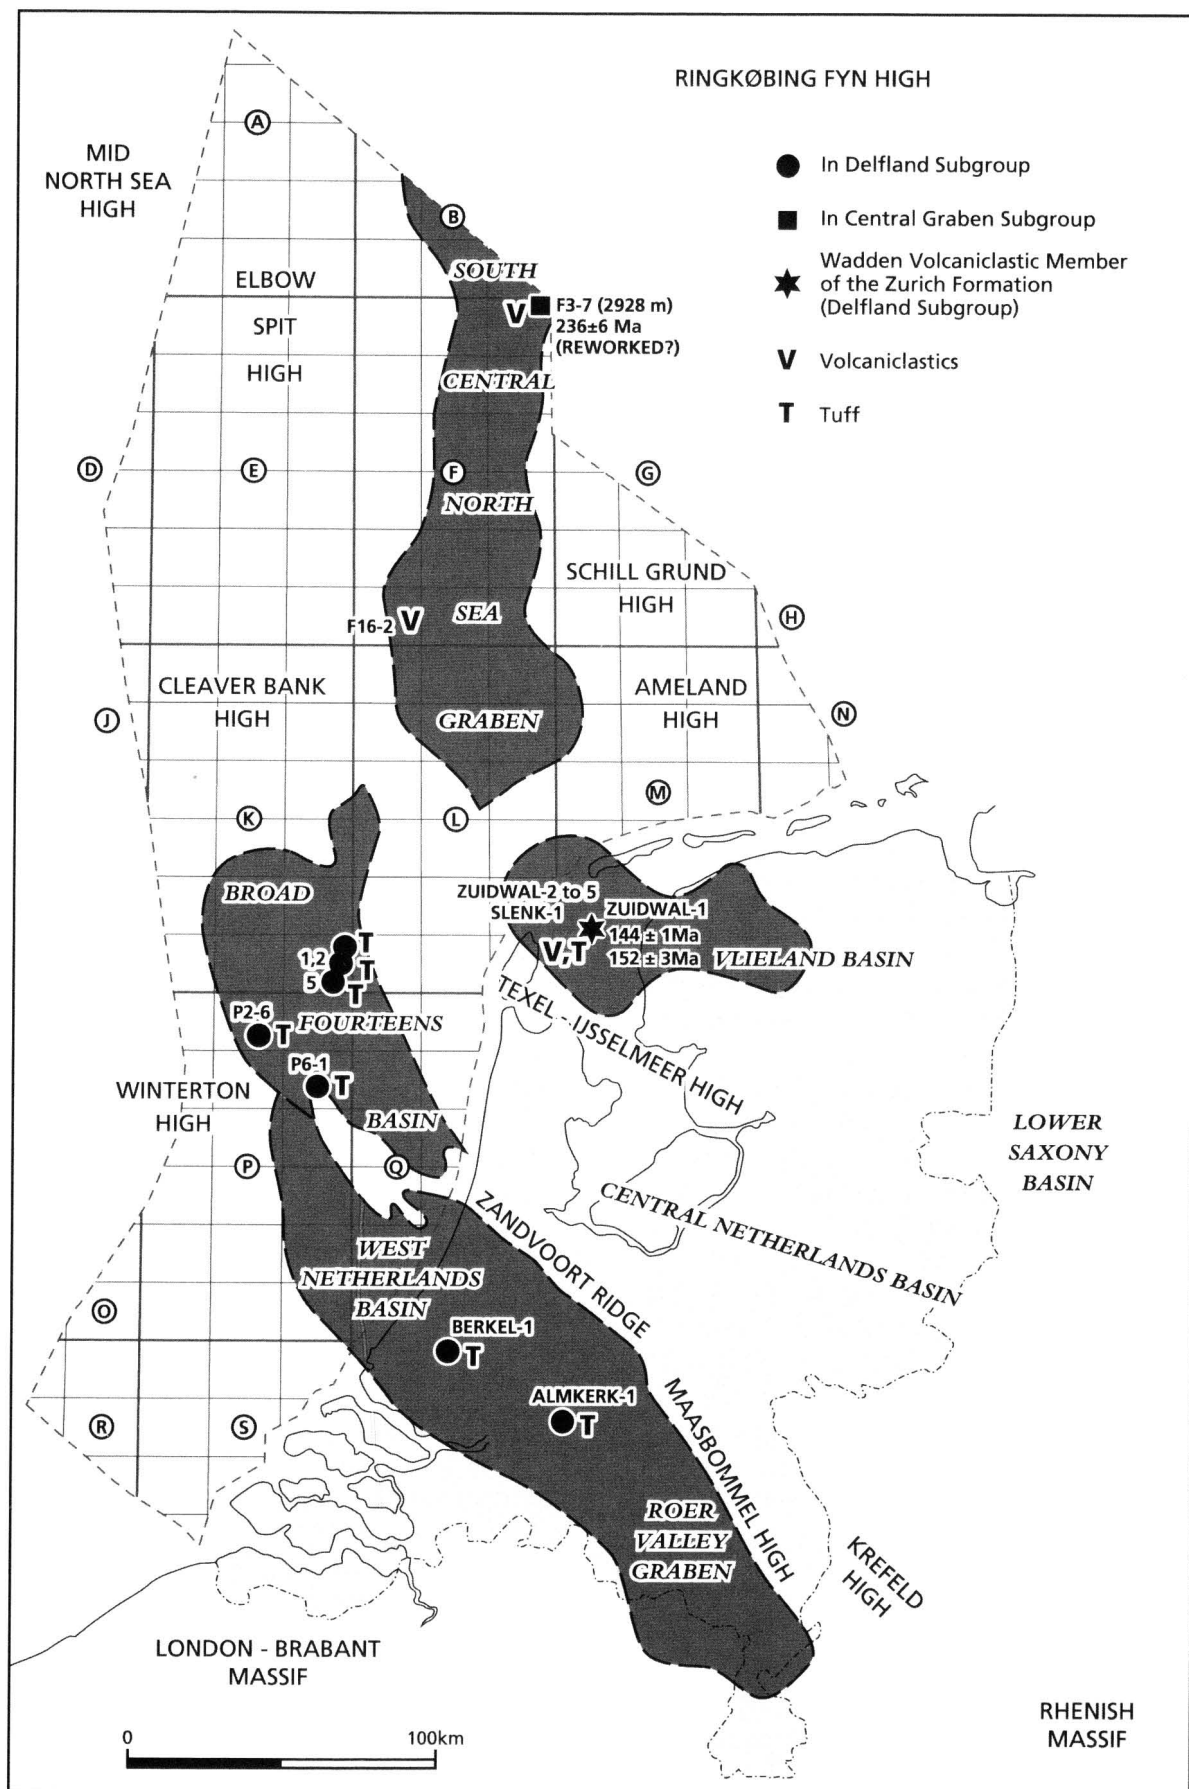 RINGKØBING FYN HIGH
A
MID
NORTH SEA
HIGH
In Delfland Subgroup
In Central Graben Subgroup
Wadden Volcaniclastic Member
of the Zurich Formation
(Delfland Subgroup)
V Volcaniclastics
T Tuff
B
SOUTH
ELBOW
SPIT
HIGH
V
F3-7 (2928 m)
236±6 Ma
(REWORKED?)
CENTRAL
D
E
F
G
NORTH
SCHILL GRUND
HIGH
SEA
H
F16-2 V
CLEAVER BANK
HIGH
AMELAND
HIGH
J
GRABEN
N
M
K
L
BROAD
ZUIDWAL-2 to 5
SLENK-1
ZUIDWAL-1
144 ± 1Ma
152 ± 3Ma
V,T
VLIELAND BASIN
T
1,2 T
5 T
P2-6
T
FOURTEENS
TEXEL - IJSSELMEER HIGH
P6-1
T
WINTERTON
HIGH
BASIN
LOWER
SAXONY
BASIN
P
Q
CENTRAL NETHERLANDS BASIN
ZANDVOORT RIDGE
WEST
NETHERLANDS
BASIN
O
BERKEL-1
T
ALMKERK-1
T
MAASBOMMEL HIGH
R
S
ROER
VALLEY
GRABEN
KREFELD
HIGH
LONDON - BRABANT
MASSIF
RHENISH
MASSIF
0 100km